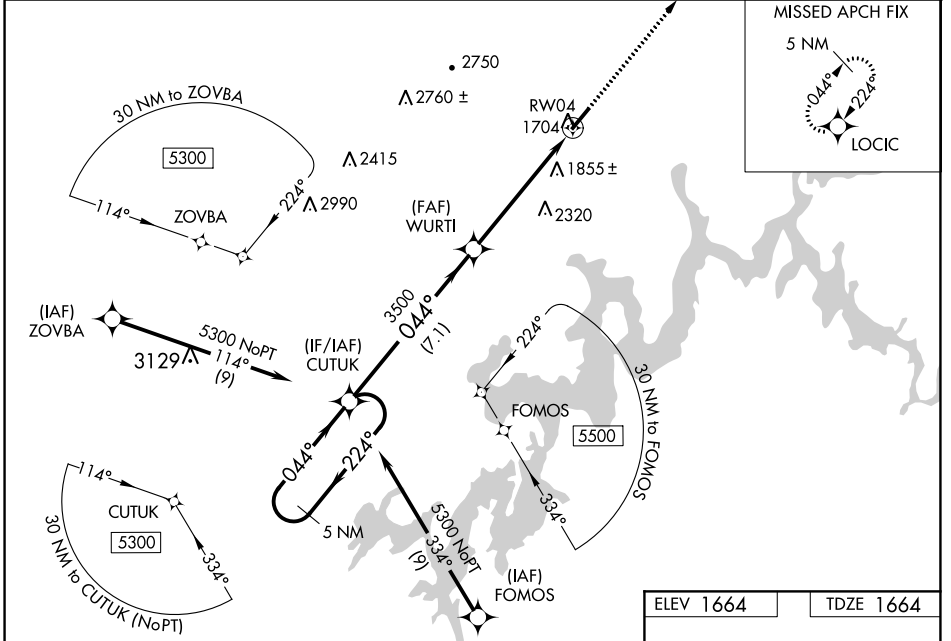 MISSED APCH FIX
5 NM
044°
224°
LOCIC
2750
2760 ±
RW04
1704
30 NM to ZOVBA
5300
2415
1855 ±
224°
114°
ZOVBA
2990
(FAF)
WURTI
2320
(IAF)
ZOVBA
5300 NoPT
114°
(9)
3129
(IF/IAF)
CUTUK
3500
044°
(7.1)
224°
30 NM to FOMOS
FOMOS
5500
334°
044°
224°
5 NM
114°
CUTUK
5300
334°
30 NM to CUTUK (NoPT)
5300 NoPT
334°
(9)
(IAF)
FOMOS
ELEV 1664
TDZE 1664